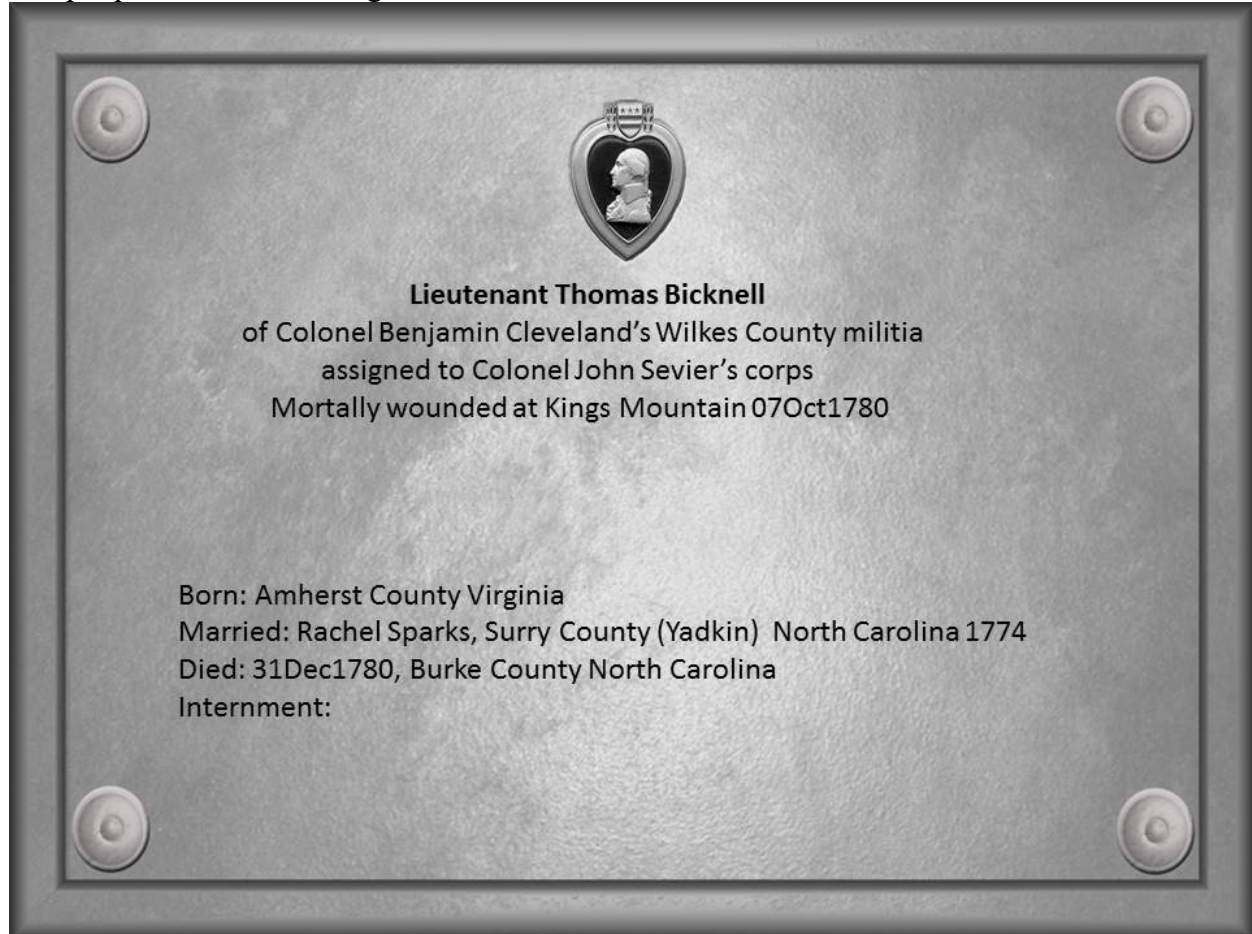 Lieutenant Thomas Bicknell
of Colonel Benjamin Cleveland's Wilkes County militia
assigned to Colonel John Sevier's corps
Mortally wounded at Kings Mountain 07Oct1780
Born: Amherst County Virginia
Married: Rachel Sparks, Surry County (Yadkin) North Carolina 1774
Died: 31Dec1780, Burke County North Carolina
Internment: